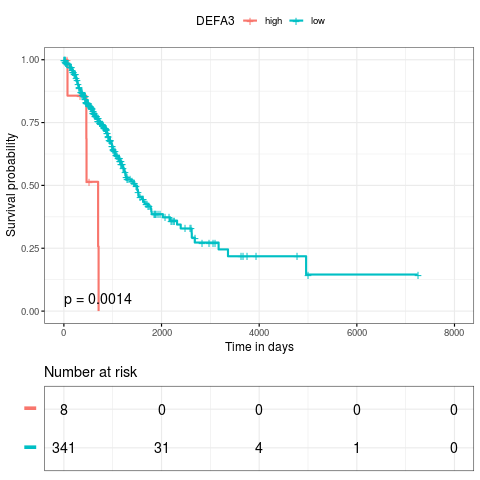 DEFA3 high low
1.00
0.75
0.50
0.25
0.00
Survival probability
p = 0.0014
0 2000 4000 6000 8000
Time in days
Number at risk
8 0 0 0 0
341 31 4 1 0